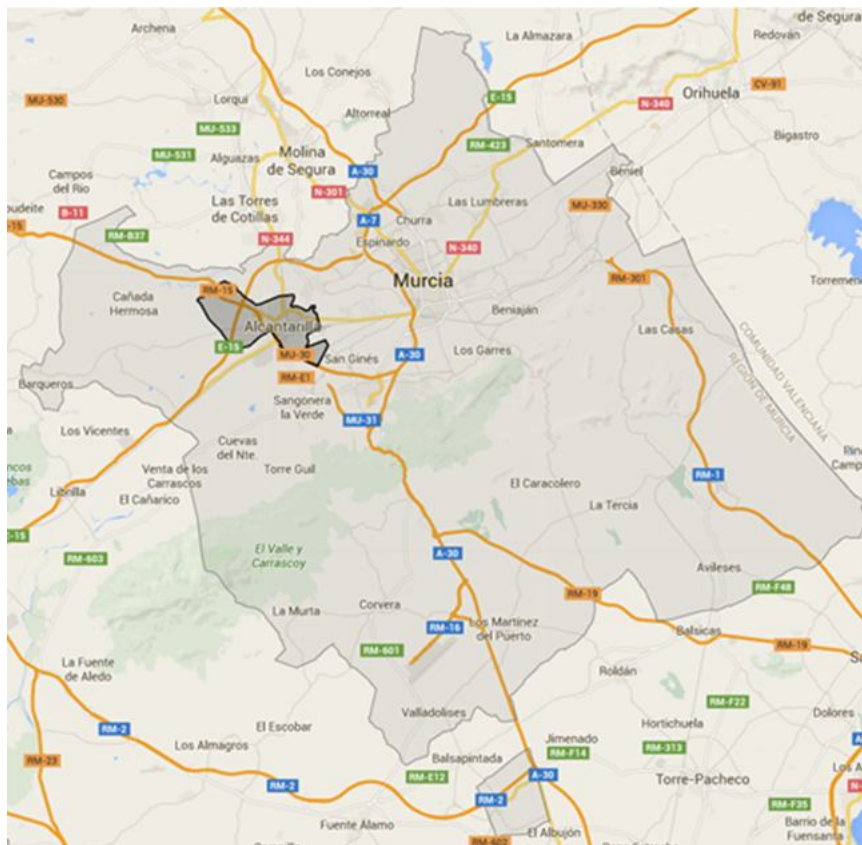 de Segura
Archena
La Almazara
Redován
Los Conejos
CV-91
MU-530
Lorquí
E-15
Orihuela
N-340
Altorreal
MU-533
RM-423
Santomera
Bigastro
MU-531
Alguazas
Molina
de Segura
A-30
Campos
del Río
Beniel
N-301
Las Torres
de Cotillas
Las Lumbreras
MU-330
B-11
A-7
Churra
-15
RM-B37
N-344
Espinardo
N-340
Murcia
RM-301
Torremen
RM-15
Cañada
Hermosa
Beniaján
Alcantarilla
Las Casas
COMUNIDAD VALENCIANA
REGIÓN DE MURCIA
E-15
MU-30
San Ginés
A-30
Los Garres
RM-E1
Barqueros
Sangonera
la Verde
MU-31
Los Vicentes
Cuevas
del Nte.
Torre Guil
Venta de los
Carrascos
RM-1
Librilla
El Cañarico
El Caracolero
La Tercia
-15
RM-603
El Valle y
Carrascoy
A-30
Avileses
RM-F48
RM-19
La Murta
Corvera
Los Martínez
del Puerto
RM-16
Balsicas
RM-19
RM-601
La Fuente
de Aledo
Roldán
RM-F22
Valladolises
Dolores
RM-2
El Escobar
Hortichuela
Los Almagros
Jimenado
RM-313
RM-F14
RM-23
Balsapintada
RM-E12
A-30
Torre-Pacheco
RM-2
RM-2
RM-F35
Fuente Álamo
El Albujón
Barrio de la
Fuensanta
RM-602